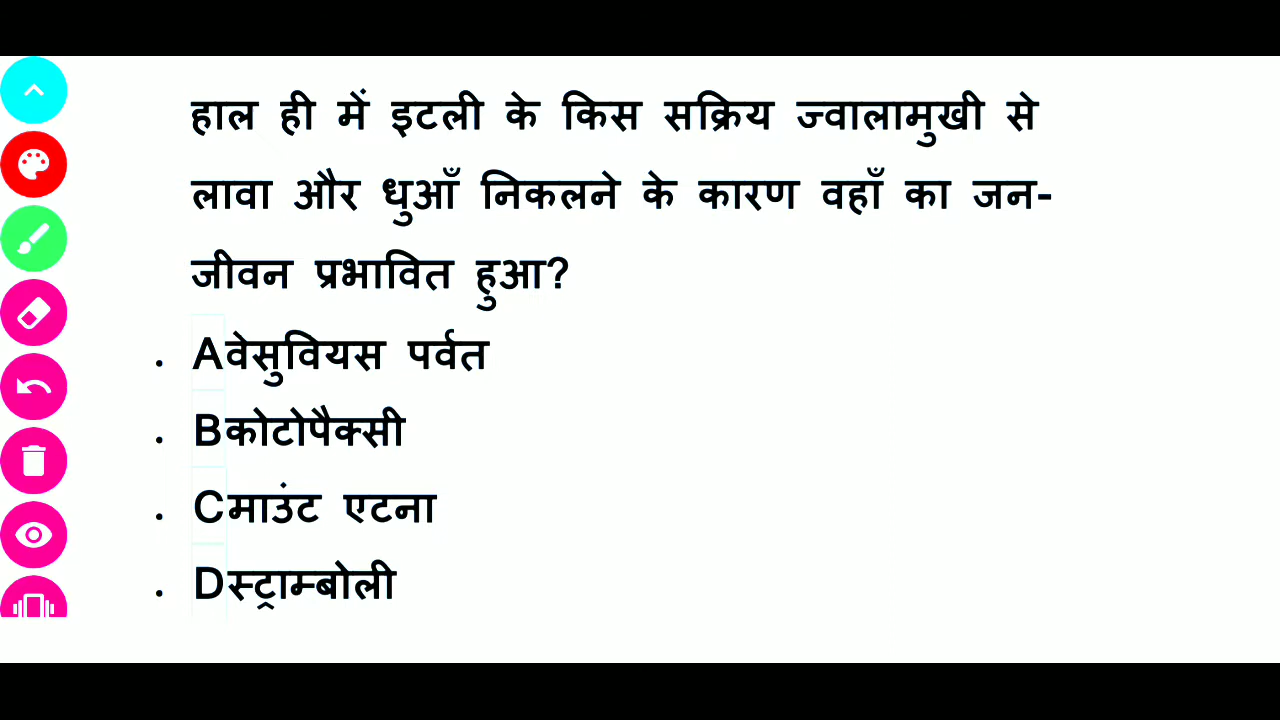 हाल ही में इटली के किस सक्रिय ज्वालामुखी से
लावा और धुआँ निकलने के कारण वहाँ का जन-
जीवन प्रभावित हुआ?
• Aवेसुवियस पर्वत
• Bकोटोपैक्सी
• Cमाउंट एटना
• Dस्ट्राम्बोली